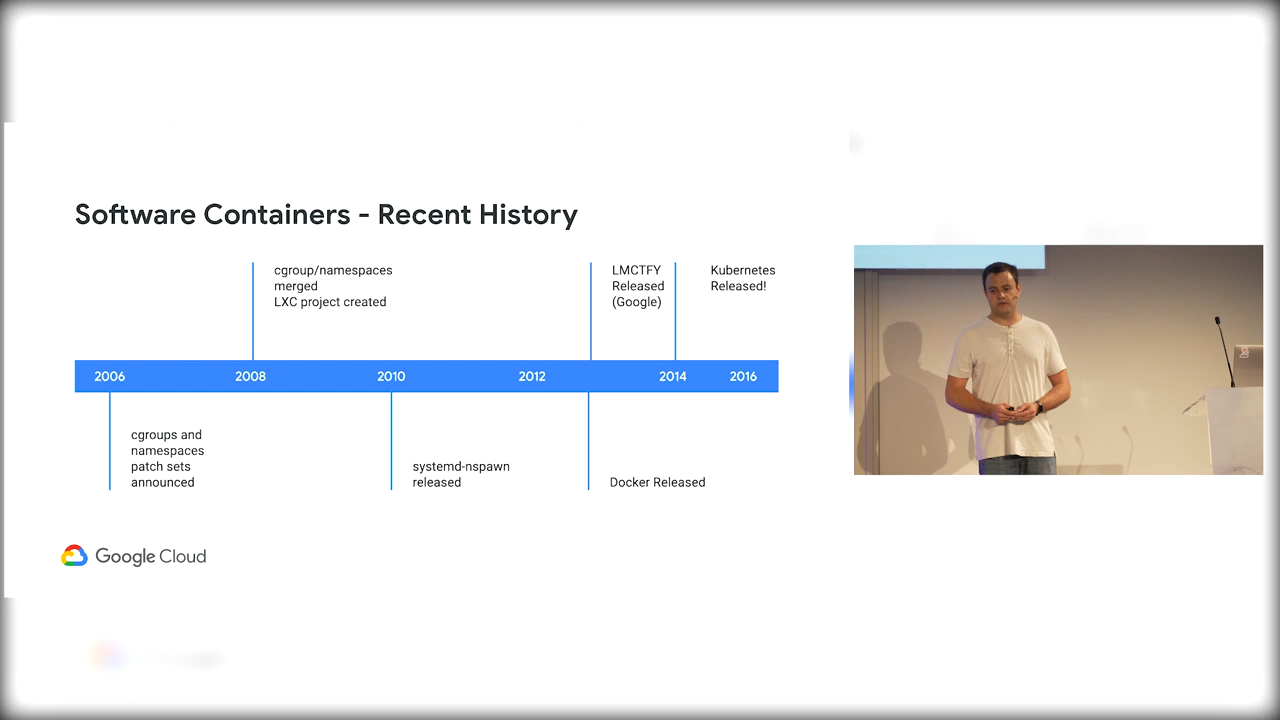 Software Containers - Recent History
cgroup/namespaces
merged
LXC project created
LMCTFY
Released
(Google)
Kubernetes
Released!
2006
2008
2010
2012
2014
2016
cgroups and
namespaces
patch sets
announced
systemd-nspawn
released
Docker Released
Google Cloud